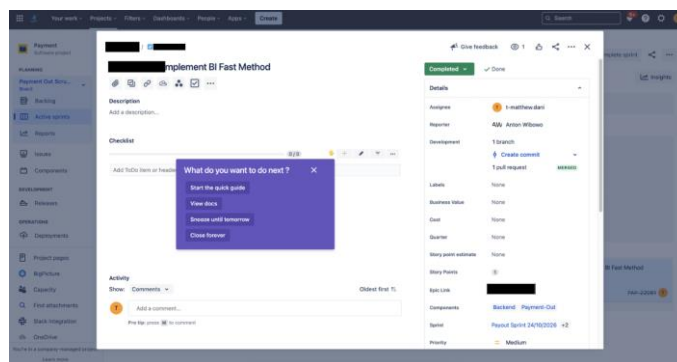 Your work
Projects
Filters
Dashboards
People
Apps
Create
Search
Payment
Software project
PLANNING
Payment Out Scru...
Board
Backlog
Active sprints
Reports
Issues
Components
DEVELOPMENT
Releases
OPERATIONS
Deployments
Project pages
BigPicture
Capacity
Find attachments
Slack integration
OneDrive
You're in a company-managed project
Learn more
/
mplement BI Fast Method
Description
Add a description...
Checklist
0/0
Add ToDo item or header
What do you want to do next ?
Start the quick guide
View docs
Snooze until tomorrow
Close forever
Activity
Show:
Comments
Oldest first
Add a comment...
Pro tip: press M to comment
Give feedback
1
Completed
Done
Details
Assignee
T
t-matthew.dani
Reporter
AW
Anton Wibowo
Development
1 branch
Create commit
1 pull request
MERGED
Labels
None
Business Value
None
Goal
None
Quarter
None
Story point estimate
None
Story Points
Epic Link
Components
Backend
Payment-Out
Sprint
+2
Priority
Medium
Complete sprint
Insights
BI Fast Method